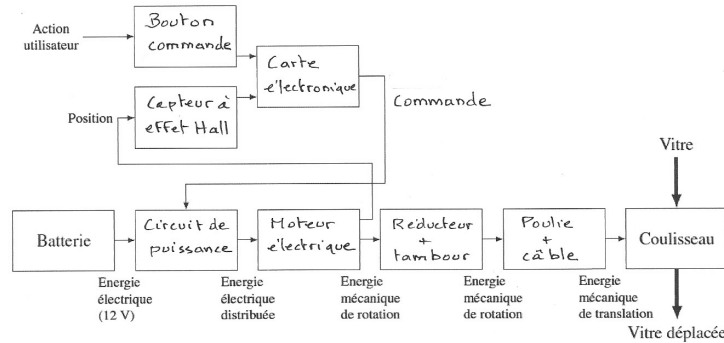 Action
utilisateur
Bouton
commande
Carte
électronique
Commande
Position
Capteur à
effet Hall
Vitre
Batterie
Circuit de
puissance
Moteur
électrique
Réducteur
+
tambour
Poulie
+
câble
Coulisseau
Energie
électrique
(12 V)
Energie
électrique
distribuée
Energie
mécanique
de rotation
Energie
mécanique
de rotation
Energie
mécanique
de translation
Vitre déplacée